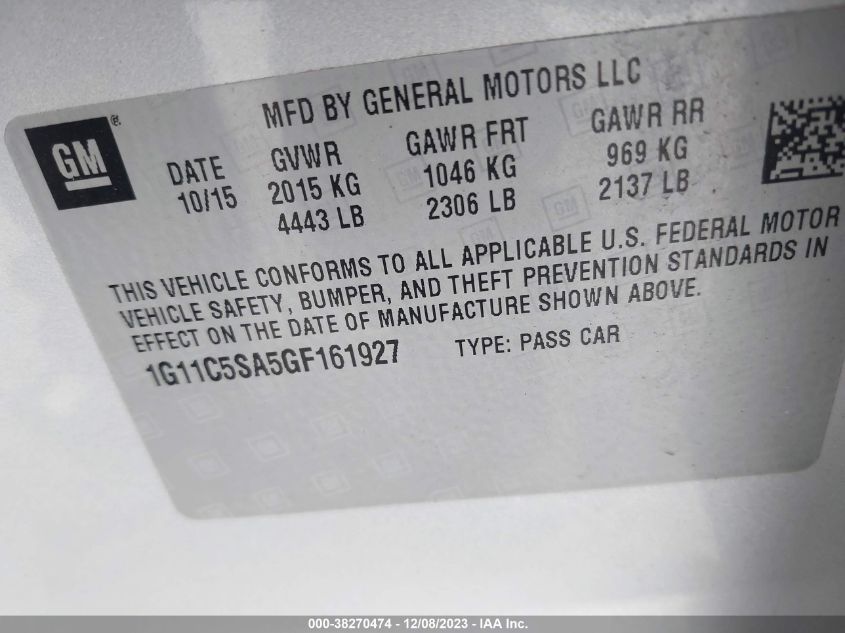 MFD BY GENERAL MOTORS LLC
GM®
DATE GVWR GAWR FRT GAWR RR
10/15 2015 KG 1046 KG 969 KG
4443 LB 2306 LB 2137 LB
THIS VEHICLE CONFORMS TO ALL APPLICABLE U.S. FEDERAL MOTOR
VEHICLE SAFETY, BUMPER, AND THEFT PREVENTION STANDARDS IN
EFFECT ON THE DATE OF MANUFACTURE SHOWN ABOVE.
1G11C5SA5GF161927 TYPE: PASS CAR
000-38270474 - 12/08/2023 - IAA Inc.